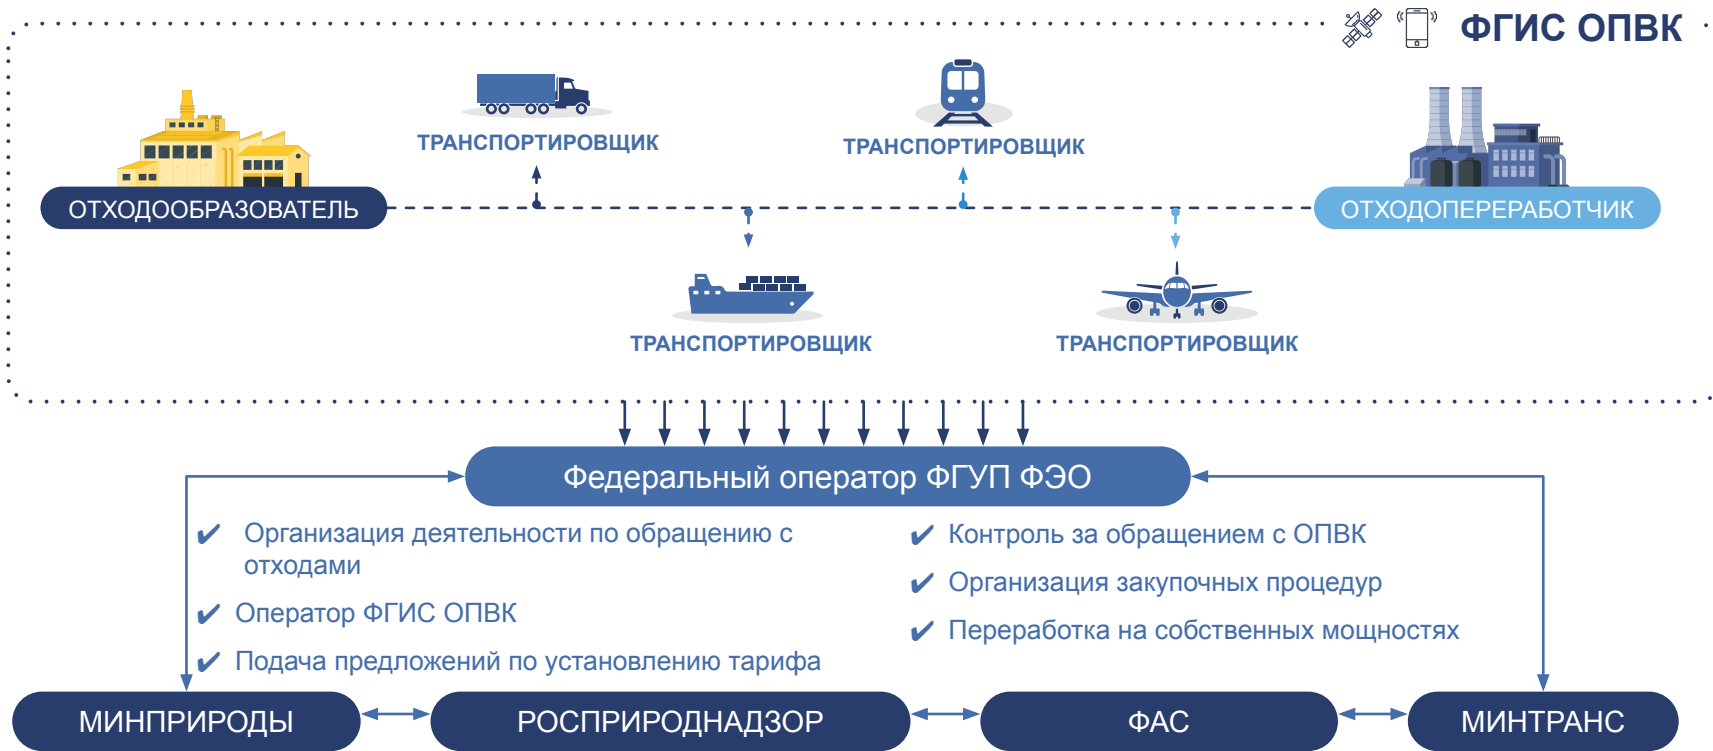 ФГИС ОПВК
ТРАНСПОРТИРОВЩИК
ТРАНСПОРТИРОВЩИК
ОТХОДООБРАЗОВАТЕЛЬ
ОТХОДОПЕРЕРАБОТЧИК
ТРАНСПОРТИРОВЩИК
ТРАНСПОРТИРОВЩИК
Федеральный оператор ФГУП ФЭО
✔ Организация деятельности по обращению с
отходами
✔ Оператор ФГИС ОПВК
✔ Подача предложений по установлению тарифа
✔ Контроль за обращением с ОПВК
✔ Организация закупочных процедур
✔ Переработка на собственных мощностях
МИНПРИРОДЫ
РОСПРИРОДНАДЗОР
ФАС
МИНТРАНС